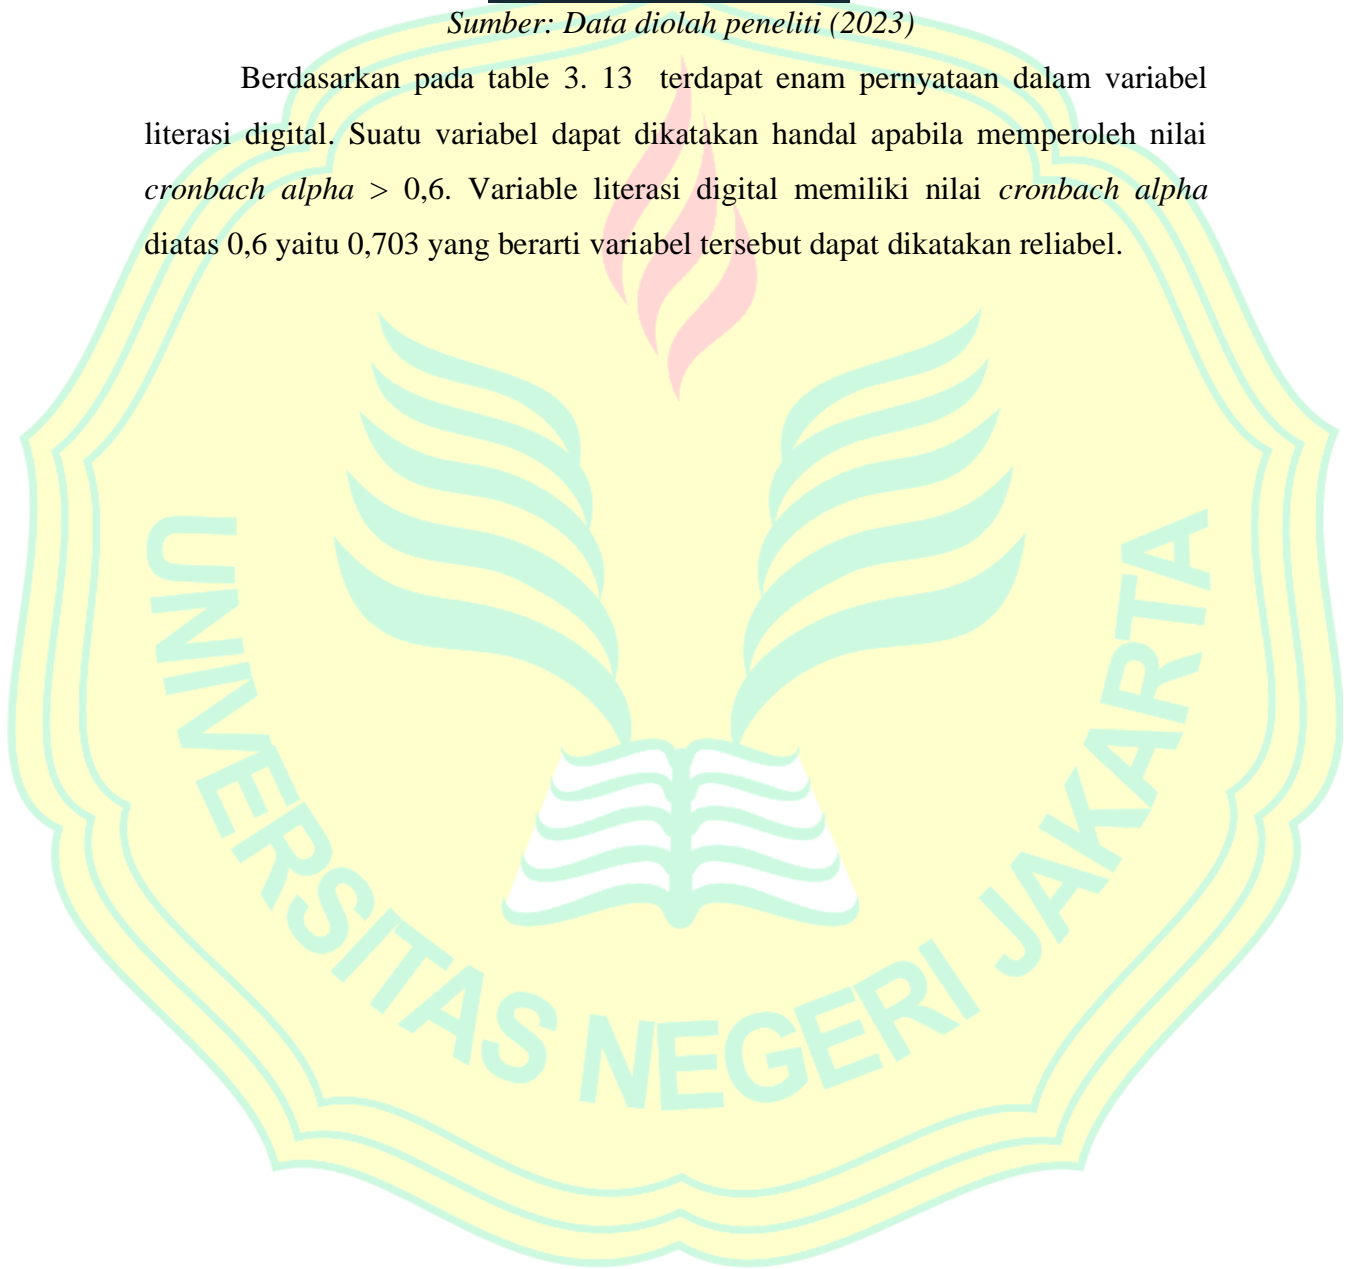 Sumber: Data diolah peneliti (2023)
Berdasarkan pada table 3. 13 terdapat enam pernyataan dalam variabel
literasi digital. Suatu variabel dapat dikatakan handal apabila memperoleh nilai
cronbach alpha > 0,6. Variable literasi digital memiliki nilai cronbach alpha
diatas 0,6 yaitu 0,703 yang berarti variabel tersebut dapat dikatakan reliabel.
UNIVERSITAS NEGERI JAKARTA